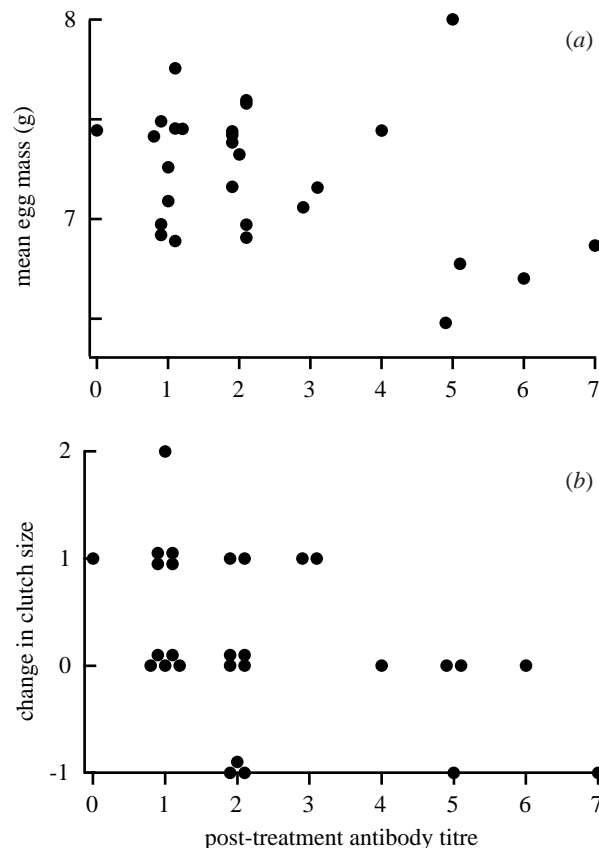 8
(a)
mean egg mass (g)
7
0 1 2 3 4 5 6 7
2
(b)
1
change in clutch size
0
-1
0 1 2 3 4 5 6 7
post-treatment antibody titre